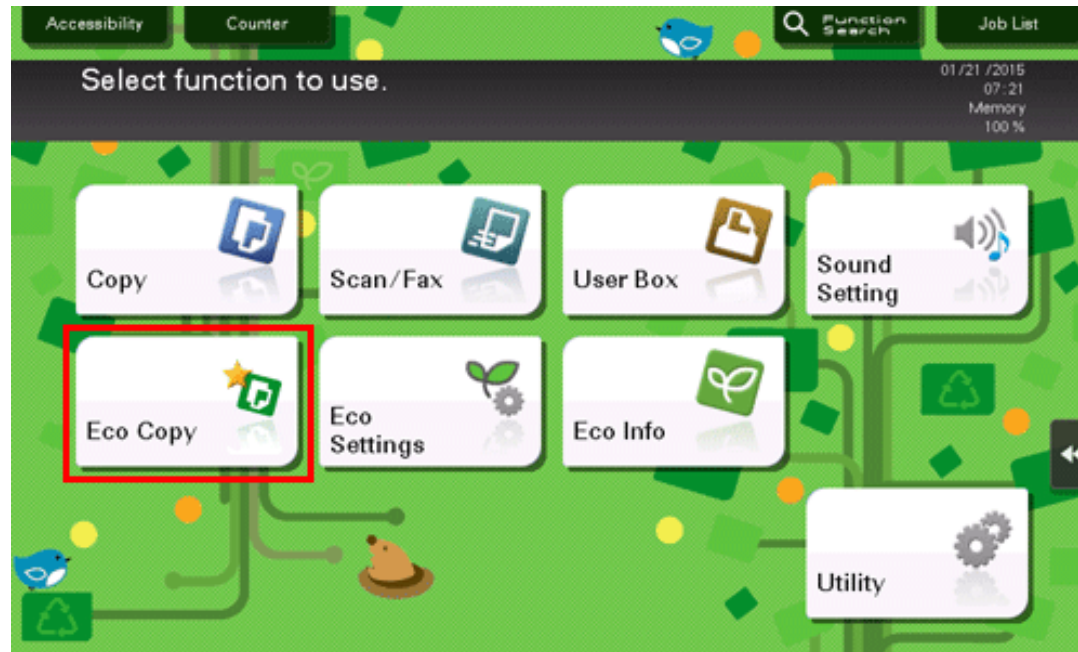 Accessibility
Counter
Function
Search
Job List
Select function to use.
01/21 /2015
07:21
Memory
100 %
Copy
Scan/Fax
User Box
Sound
Setting
Eco Copy
Eco
Settings
Eco Info
Utility